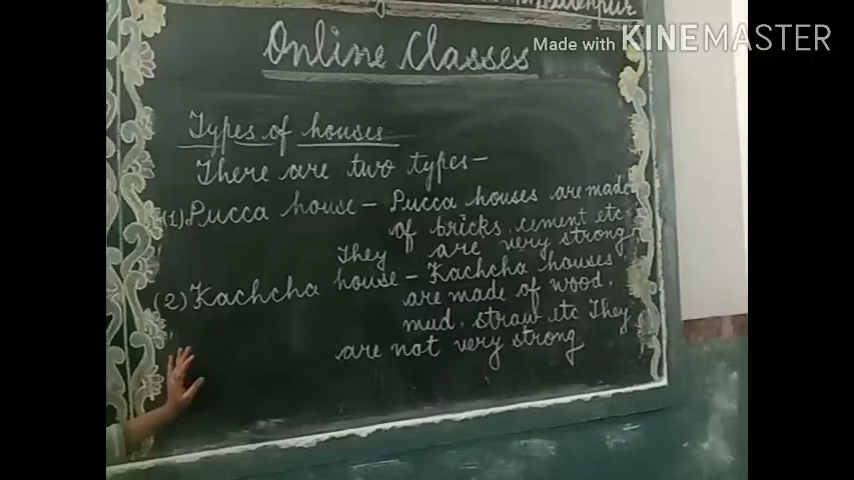 Made with KINEMASTER
Online Classes
Types of houses
There are two types-
(1) Pucca house - Pucca houses are made
of bricks, cement etc.
They are very strong.
(2) Kachcha house - Kachcha houses
are made of wood,
mud, straw etc They
are not very strong